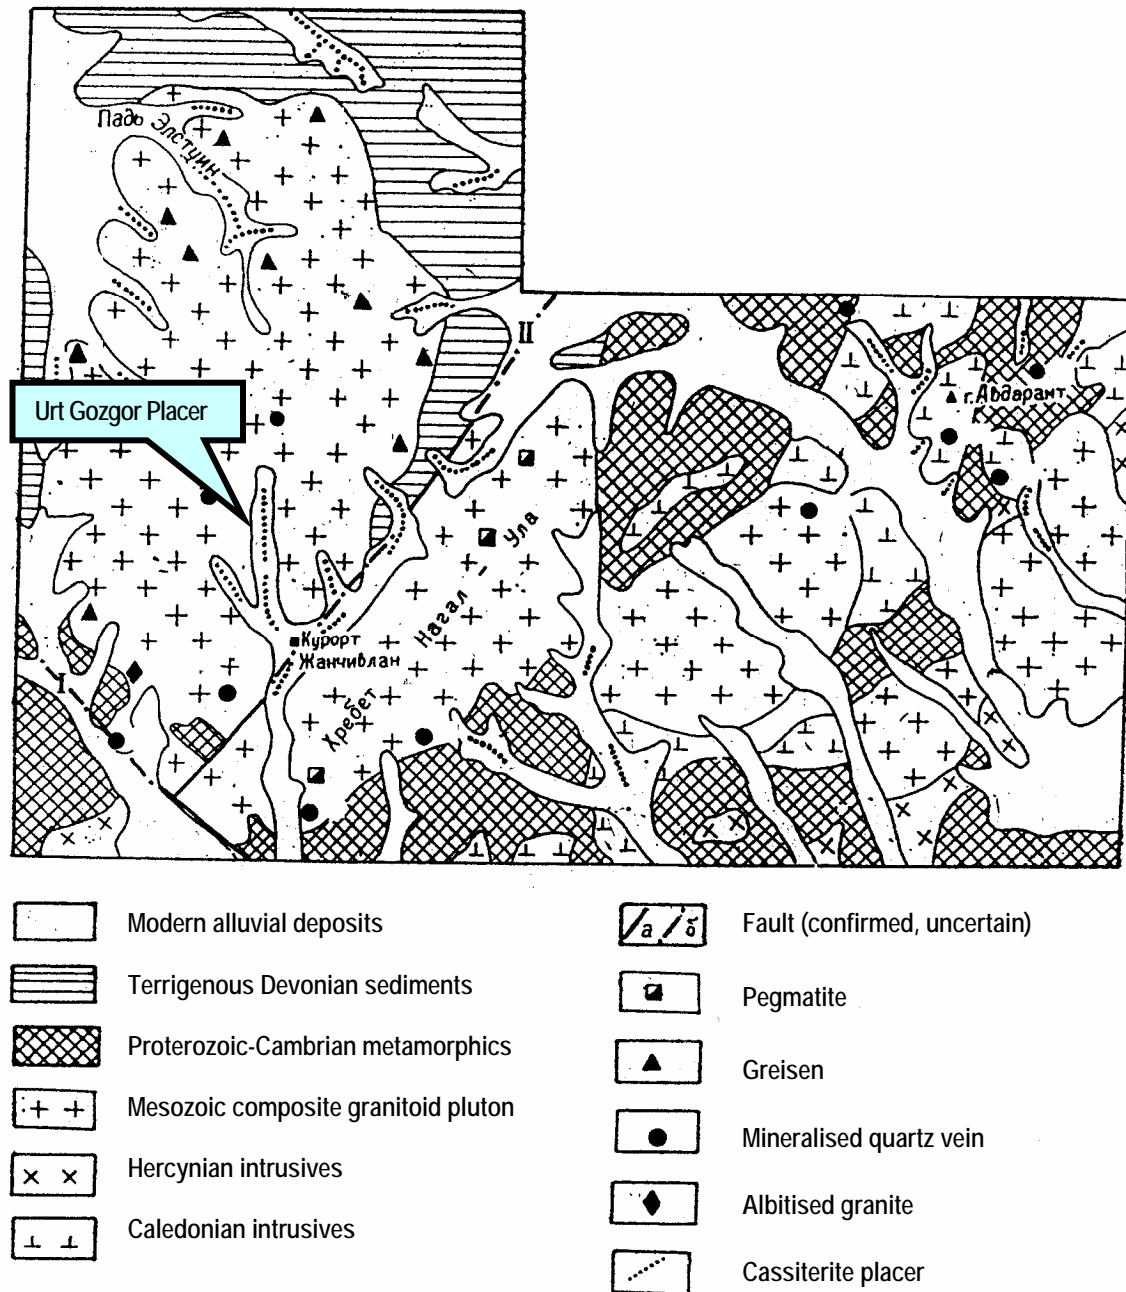 Падь Элстуин
II
г. Абдарант
Urt Gozgor Placer
Нагал - Ула
Курорт
Жанчивлан
I
Хребет
Modern alluvial deposits
Terrigenous Devonian sediments
Proterozoic-Cambrian metamorphics
Mesozoic composite granitoid pluton
Hercynian intrusives
Caledonian intrusives
а б
Fault (confirmed, uncertain)
Pegmatite
Greisen
Mineralised quartz vein
Albitised granite
Cassiterite placer